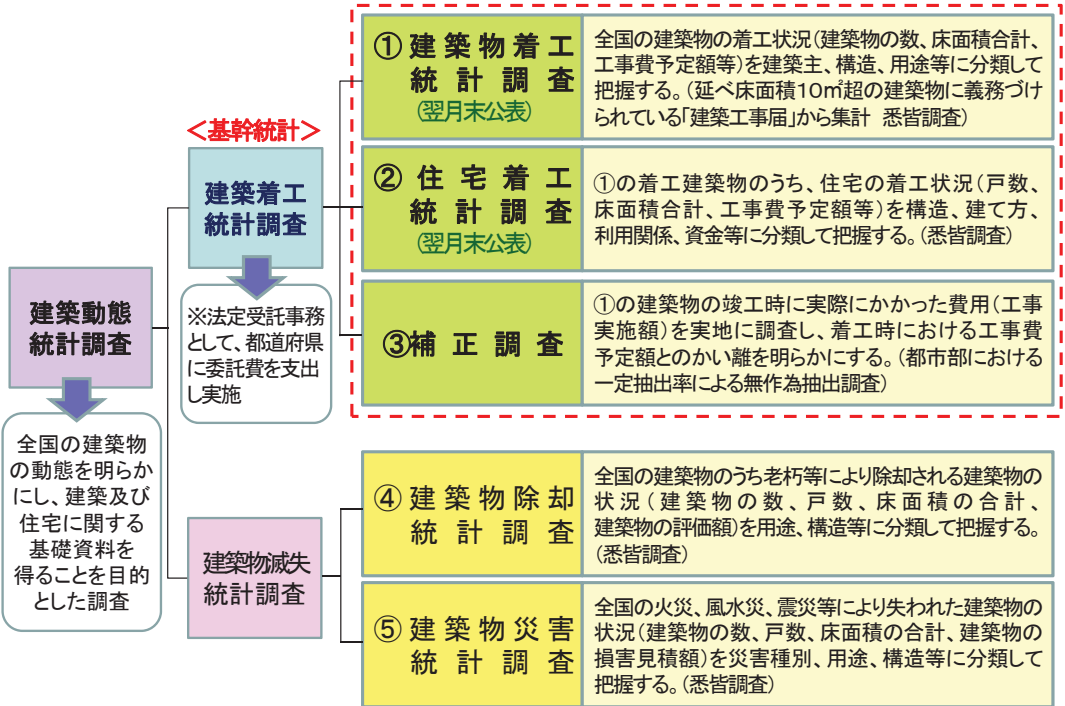 建築動態
統計調査
全国の建築物
の動態を明らか
にし、建築及び
住宅に関する
基礎資料を
得ることを目的
とした調査
＜基幹統計＞
建築着工
統計調査
※法定受託事務
として、都道府県
に委託費を支出
し実施
①建築物着工
統計調査
(翌月末公表)
全国の建築物の着工状況(建築物の数、床面積合計、
工事費予定額等)を建築主、構造、用途等に分類して
把握する。(延べ床面積10㎡超の建築物に義務づけ
られている「建築工事届」から集計 悉皆調査)
②住宅着工
統計調査
(翌月末公表)
①の着工建築物のうち、住宅の着工状況(戸数、
床面積合計、工事費予定額等)を構造、建て方、
利用関係、資金等に分類して把握する。(悉皆調査)
③補正調査
①の建築物の竣工時に実際にかかった費用(工事
実施額)を実地に調査し、着工時における工事費
予定額とのかい離を明らかにする。(都市部における
一定抽出率による無作為抽出調査)
建築物滅失
統計調査
④建築物除却
統計調査
全国の建築物のうち老朽等により除却される建築物の
状況(建築物の数、戸数、床面積の合計、
建築物の評価額)を用途、構造等に分類して把握する。
(悉皆調査)
⑤建築物災害
統計調査
全国の火災、風水災、震災等により失われた建築物の
状況(建築物の数、戸数、床面積の合計、建築物の
損害見積額)を災害種別、用途、構造等に分類して
把握する。(悉皆調査)